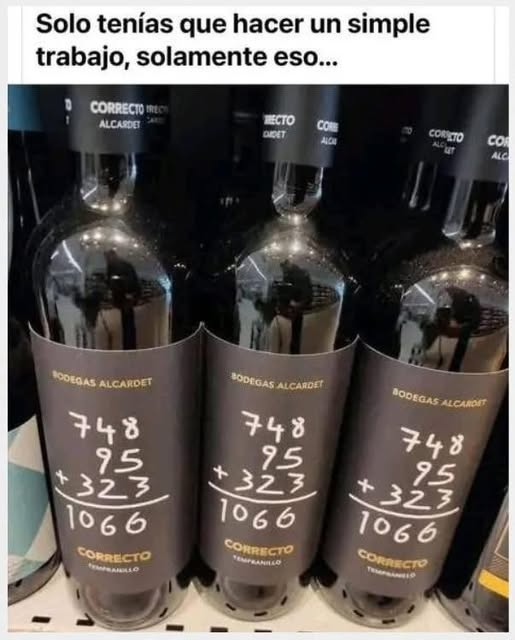 Solo tenías que hacer un simple
trabajo, solamente eso...
CORRECTO
ALCARDET
CORRECTO
BODEGAS ALCARDET
748
95
+ 323
1066
CORRECTO
TEMPRANILLO
BODEGAS ALCARDET
748
95
+ 323
1066
CORRECTO
TEMPRANILLO
BODEGAS ALCARDET
748
95
+ 323
1066
CORRECTO
TEMPRANILLO